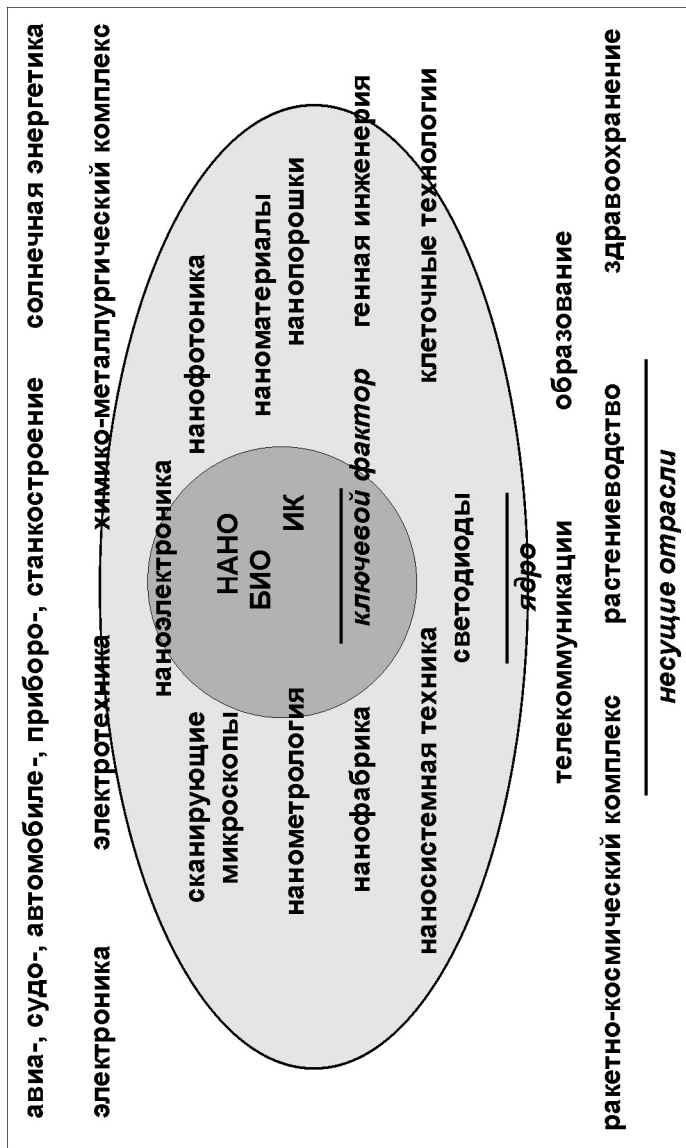 авиа-, судо-, автомобиле-, приборо-, станкостроение солнечная энергетика
электроника электротехника химико-металлургический комплекс
наноэлектроника
сканирующие
микроскопы
нанофотоника
НАНО
БИО
ИК
наноматериалы
нанопорошки
нанометрология
ключевой фактор
нанофабрика
генная инженерия
наносистемная техника
клеточные технологии
светодиоды
ядро
телекоммуникации
образование
ракетно-космический комплекс растениеводство здравоохранение
несущие отрасли